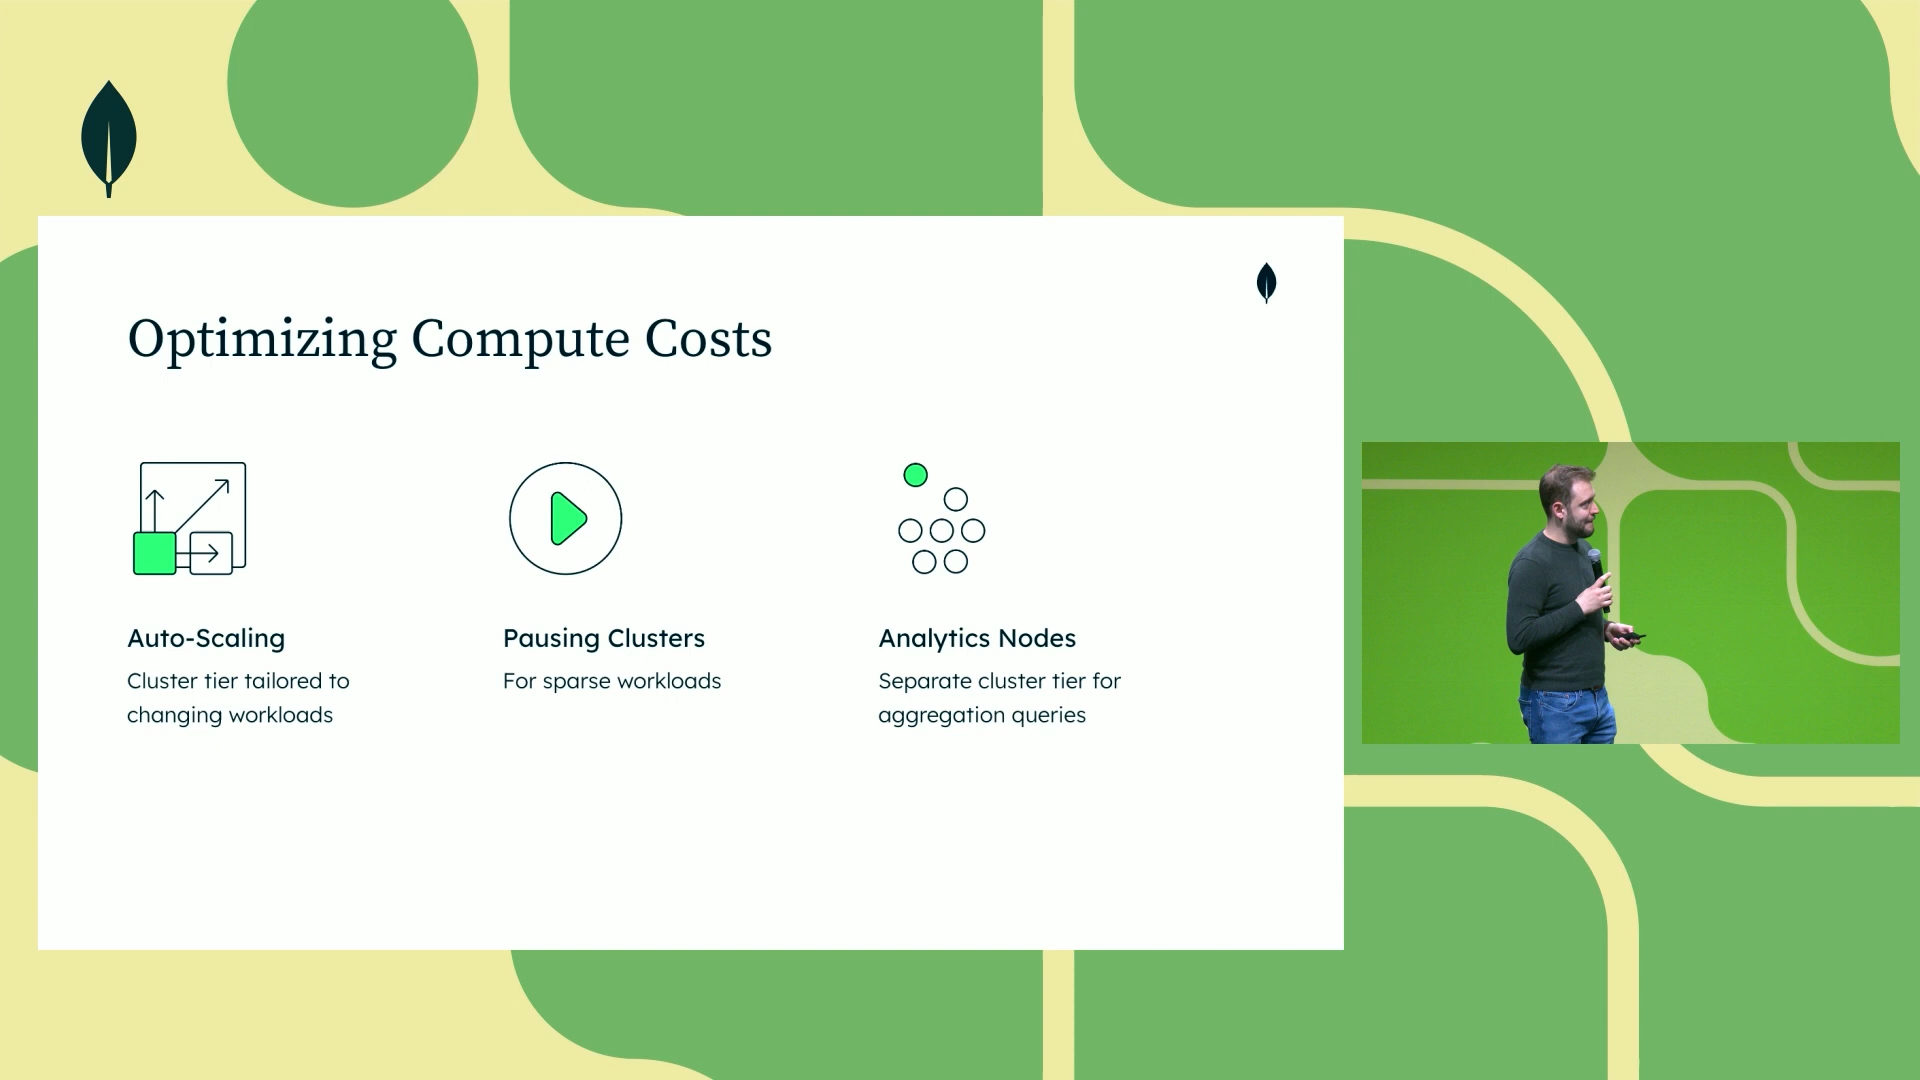 Optimizing Compute Costs
Auto-Scaling
Cluster tier tailored to
changing workloads
Pausing Clusters
For sparse workloads
Analytics Nodes
Separate cluster tier for
aggregation queries